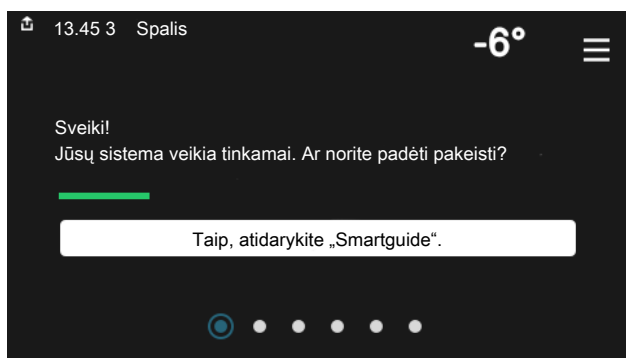 13.45 3 Spalis
-6°
Sveiki!
Jūsų sistema veikia tinkamai. Ar norite padėti pakeisti?
Taip, atidarykite „Smartguide“.